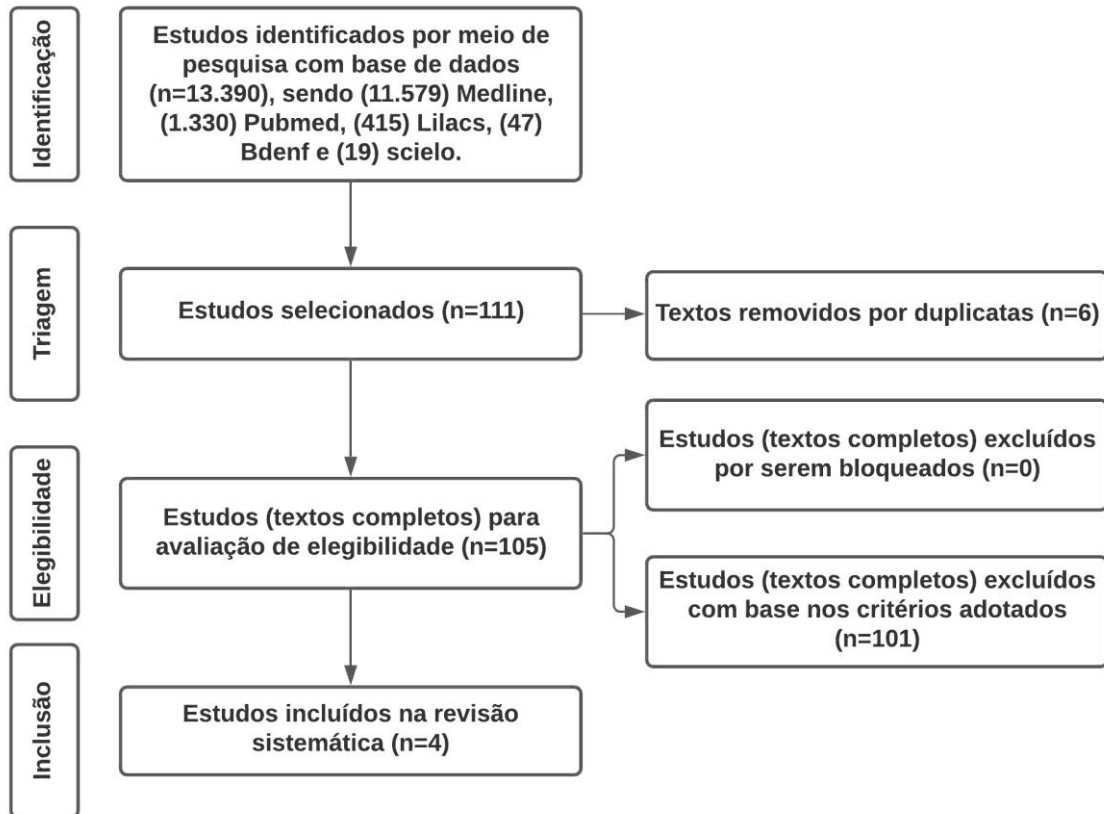 Identificação
Estudos identificados por meio de
pesquisa com base de dados
(n=13.390), sendo (11.579) Medline,
(1.330) Pubmed, (415) Lilacs, (47)
Bdenf e (19) scielo.
Triagem
Estudos selecionados (n=111)
Textos removidos por duplicatas (n=6)
Elegibilidade
Estudos (textos completos) para
avaliação de elegibilidade (n=105)
Estudos (textos completos) excluídos
por serem bloqueados (n=0)
Estudos (textos completos) excluídos
com base nos critérios adotados
(n=101)
Inclusão
Estudos incluídos na revisão
sistemática (n=4)